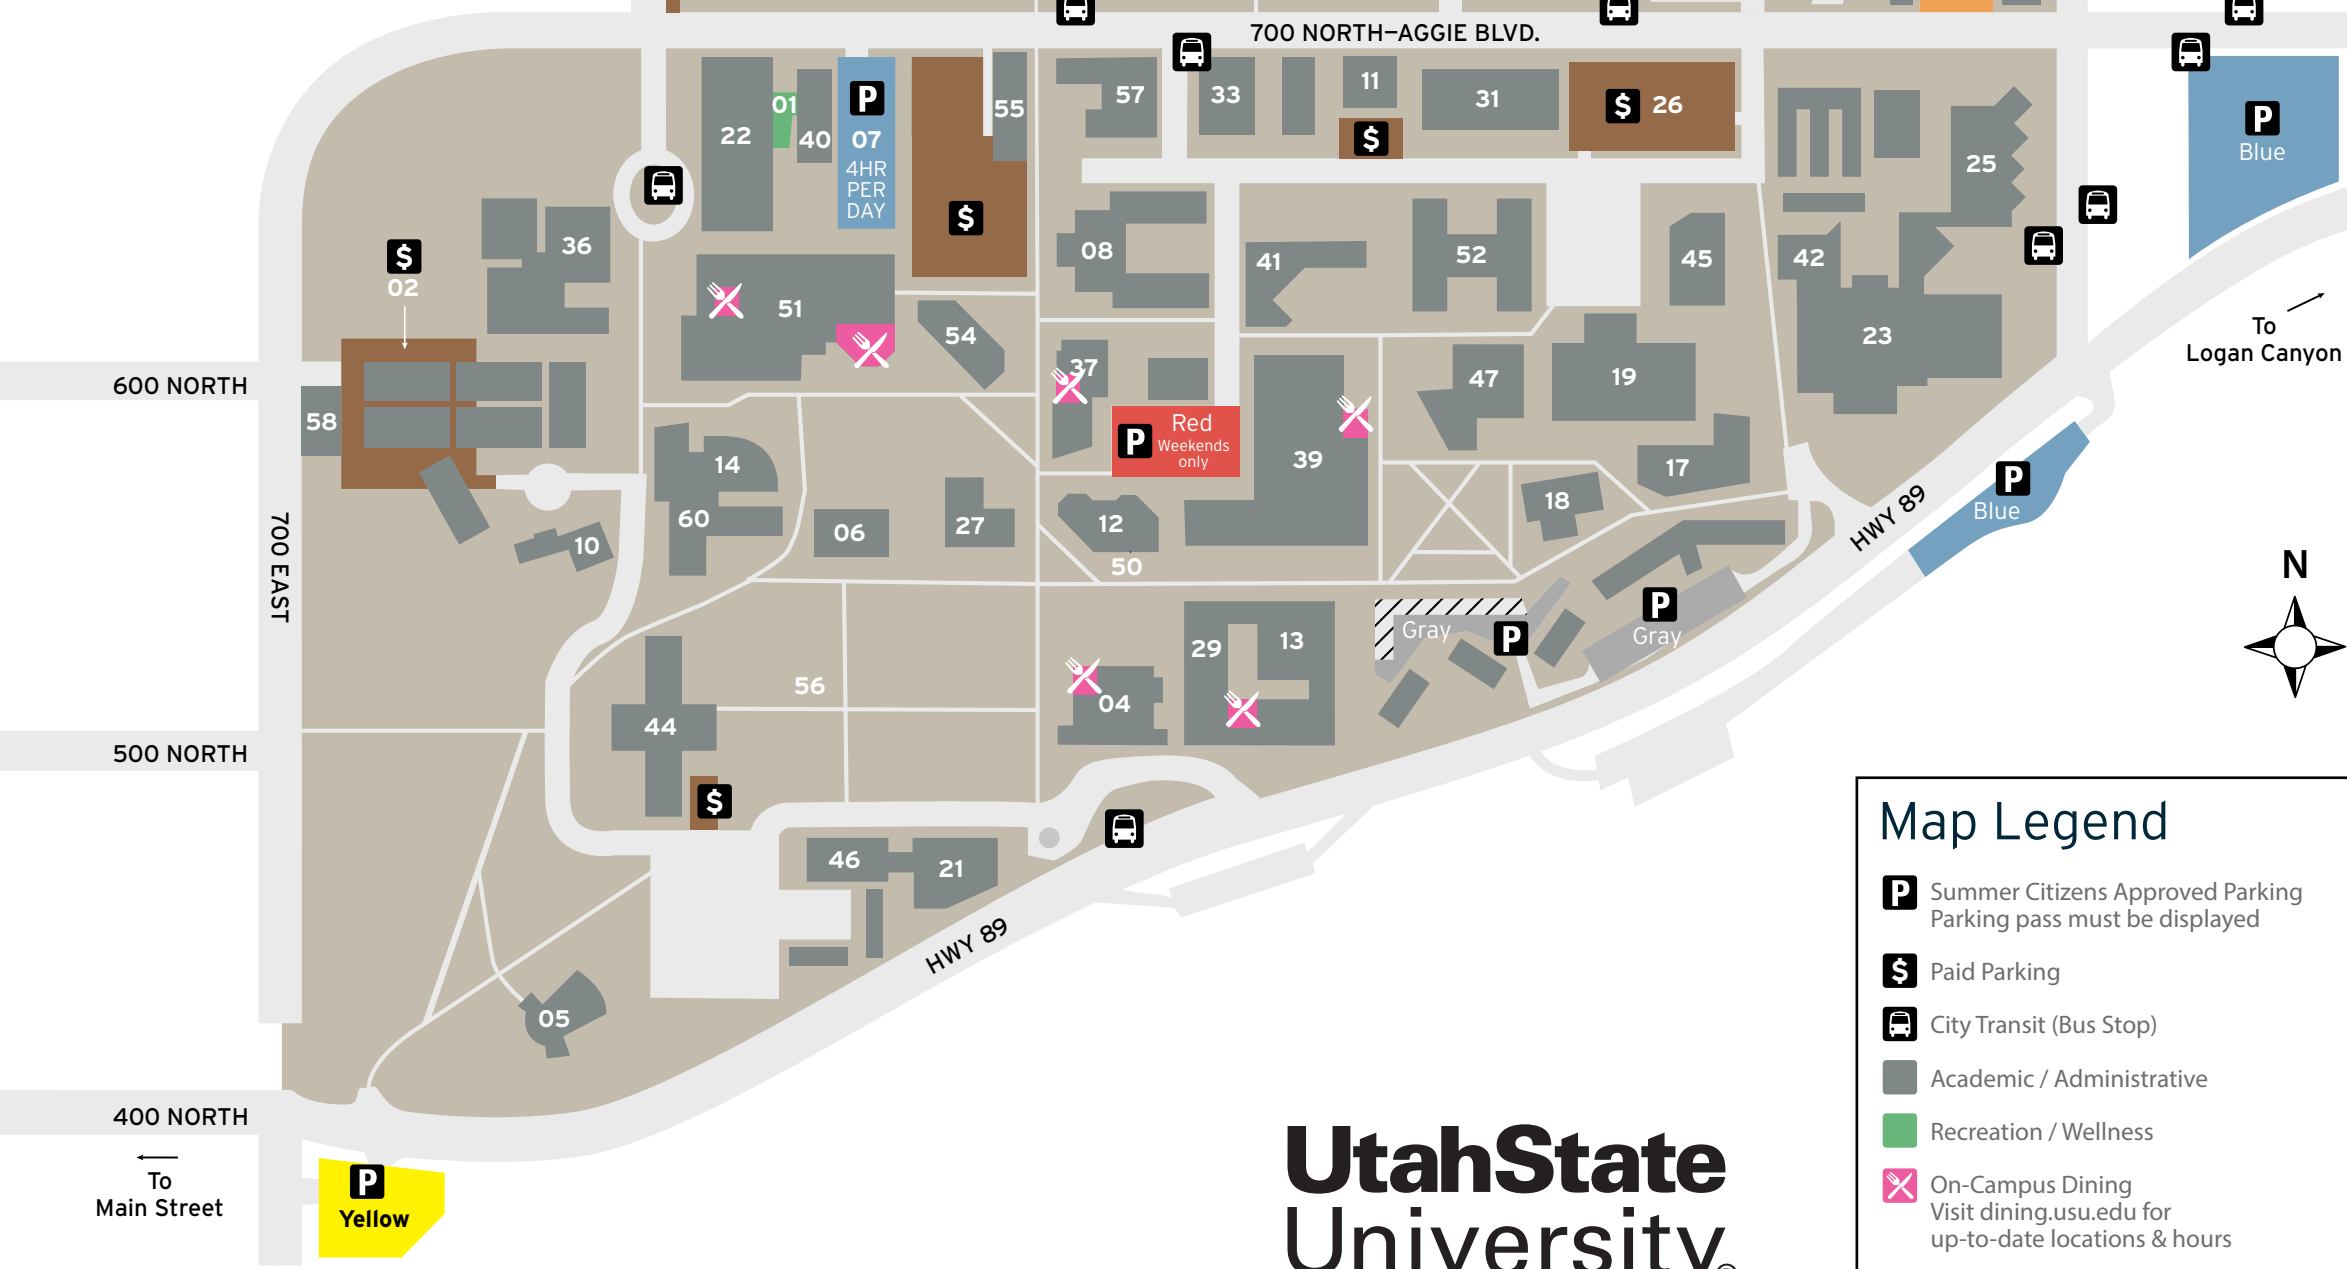 700 NORTH–AGGIE BLVD.
22
01
40
P
07
4HR
PER
DAY
$
55
57
33
11
$
31
$ 26
25
P
Blue
36
$
02
51
54
08
41
52
45
42
23
To
Logan Canyon
600 NORTH
58
37
P Red
Weekends
only
39
47
19
17
18
14
60
10
06
27
12
50
700 EAST
HWY 89
P
Blue
N
Gray
P
P
Gray
29
13
04
56
44
$
500 NORTH
46
21
HWY 89
05
400 NORTH
To
Main Street
P
Yellow
UtahState
University®
Map Legend
P Summer Citizens Approved Parking
Parking pass must be displayed
$ Paid Parking
City Transit (Bus Stop)
Academic / Administrative
Recreation / Wellness
On-Campus Dining
Visit dining.usu.edu for
up-to-date locations & hours